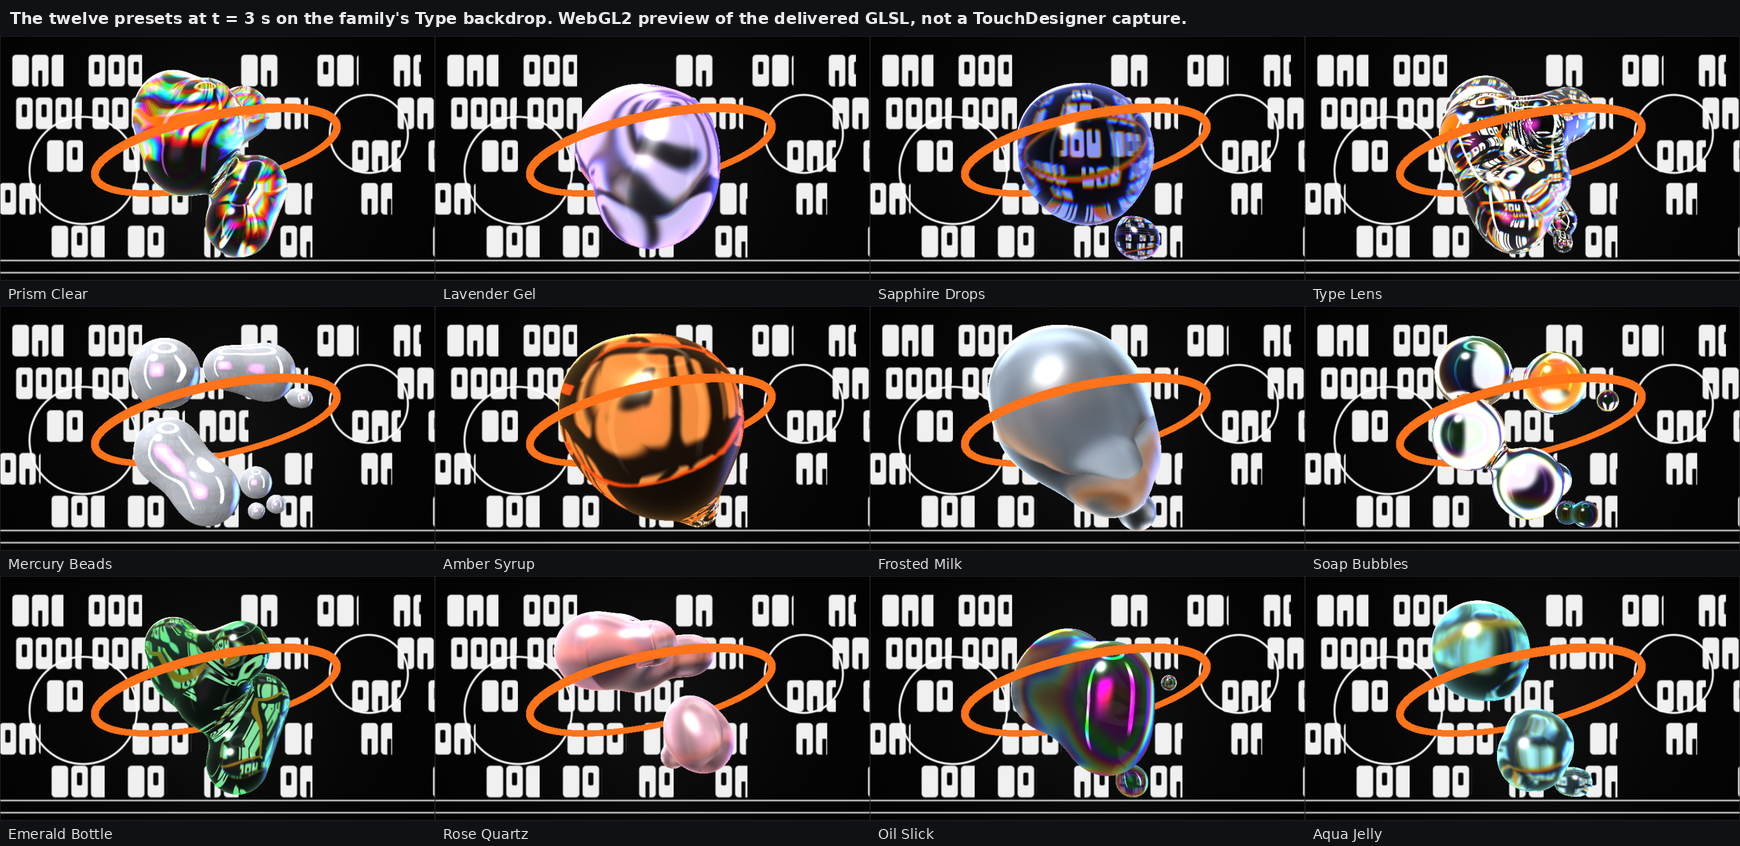 The twelve presets at t = 3 s on the family's Type backdrop. WebGL2 preview of the delivered GLSL, not a TouchDesigner capture.
Prism Clear
Lavender Gel
Sapphire Drops
Type Lens
Mercury Beads
Amber Syrup
Frosted Milk
Soap Bubbles
Emerald Bottle
Rose Quartz
Oil Slick
Aqua Jelly